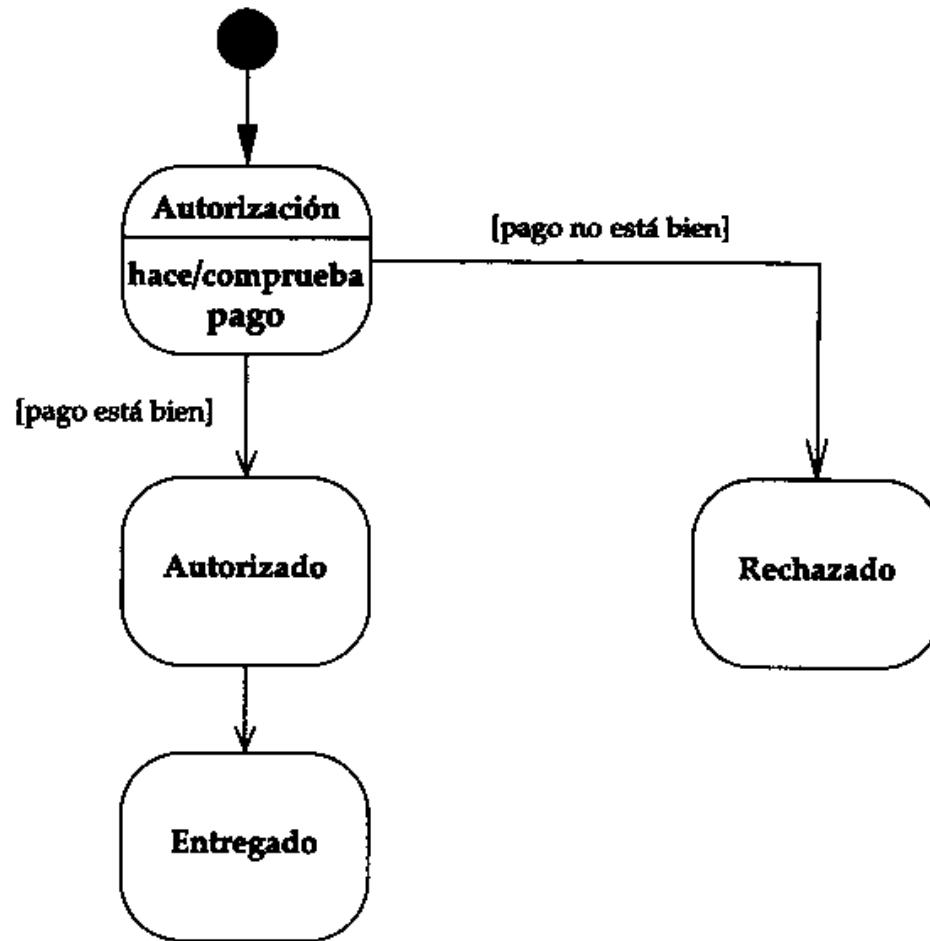 Autorización
[pago no está bien]
hace/comprueba
pago
[pago está bien]
Autorizado
Rechazado
Entregado